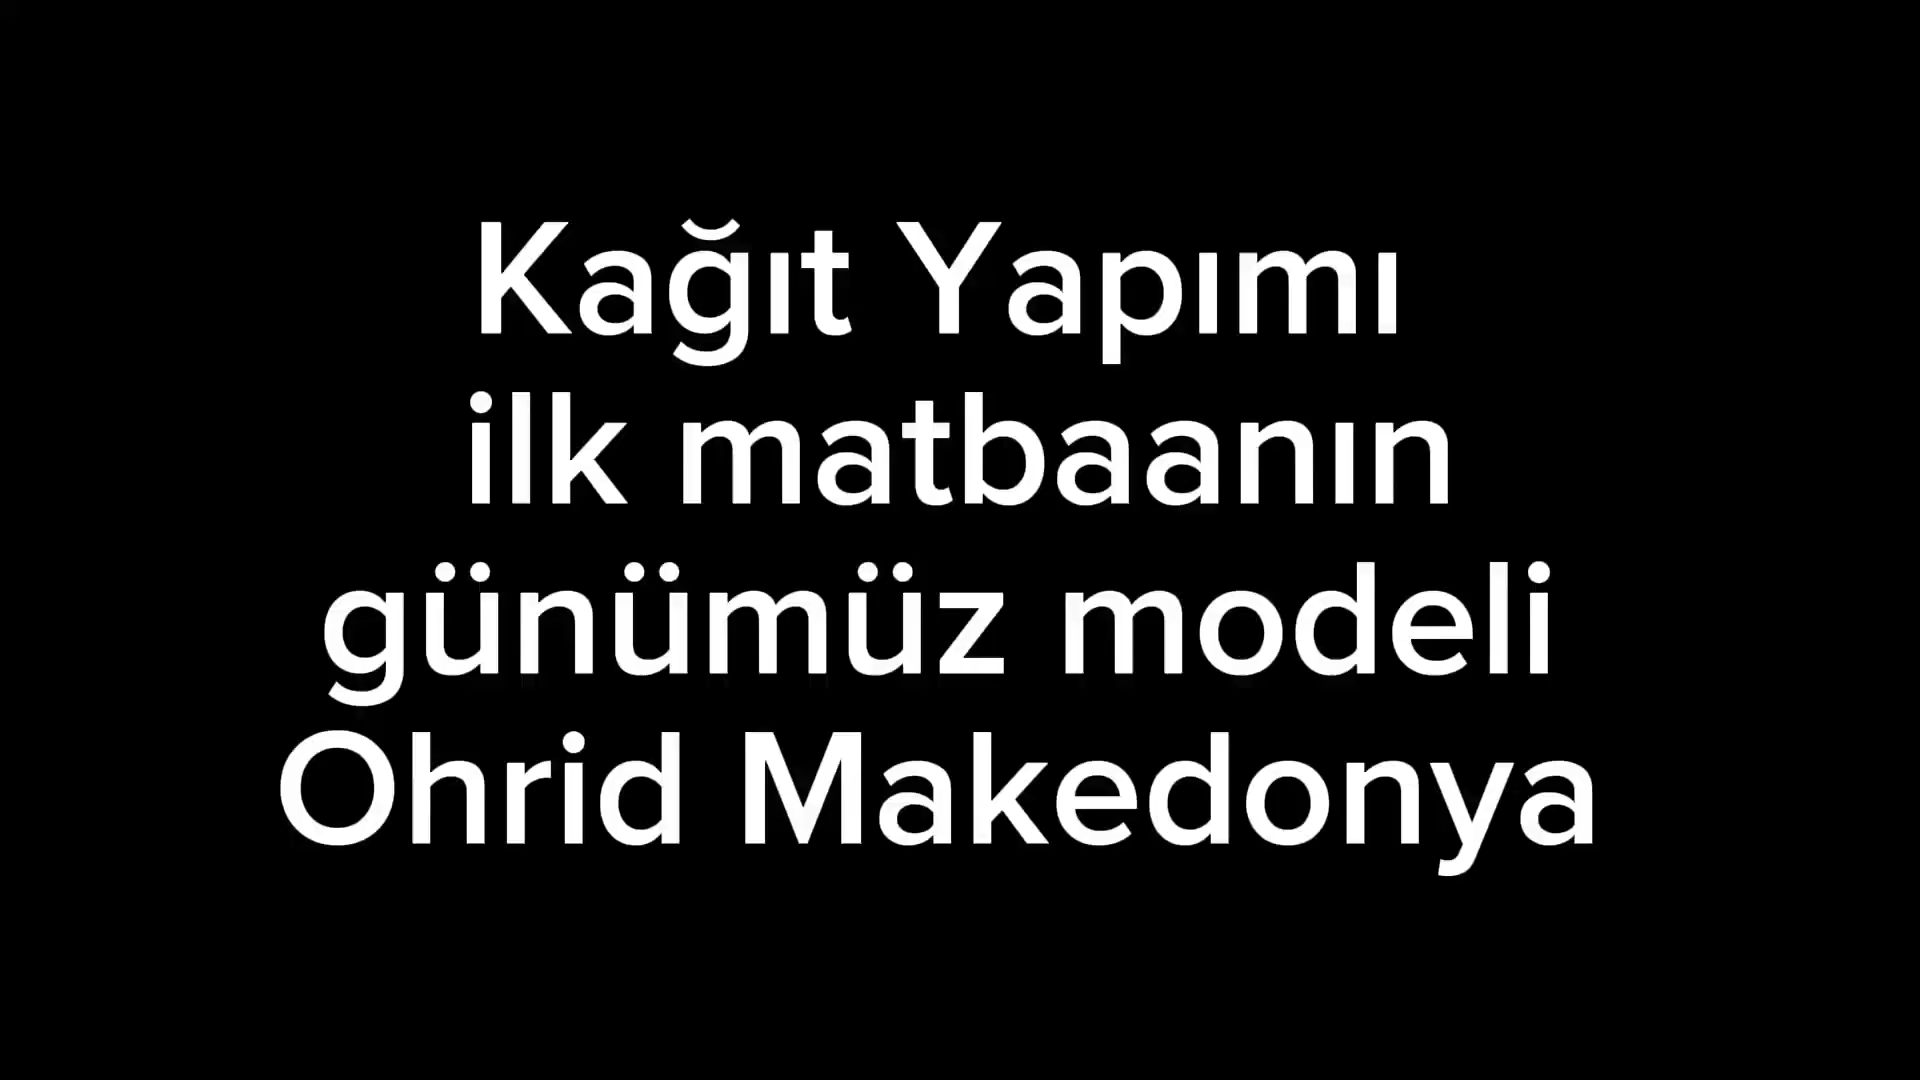 Kağıt Yapımı
ilk matbaanın
günümüz modeli
Ohrid Makedonya